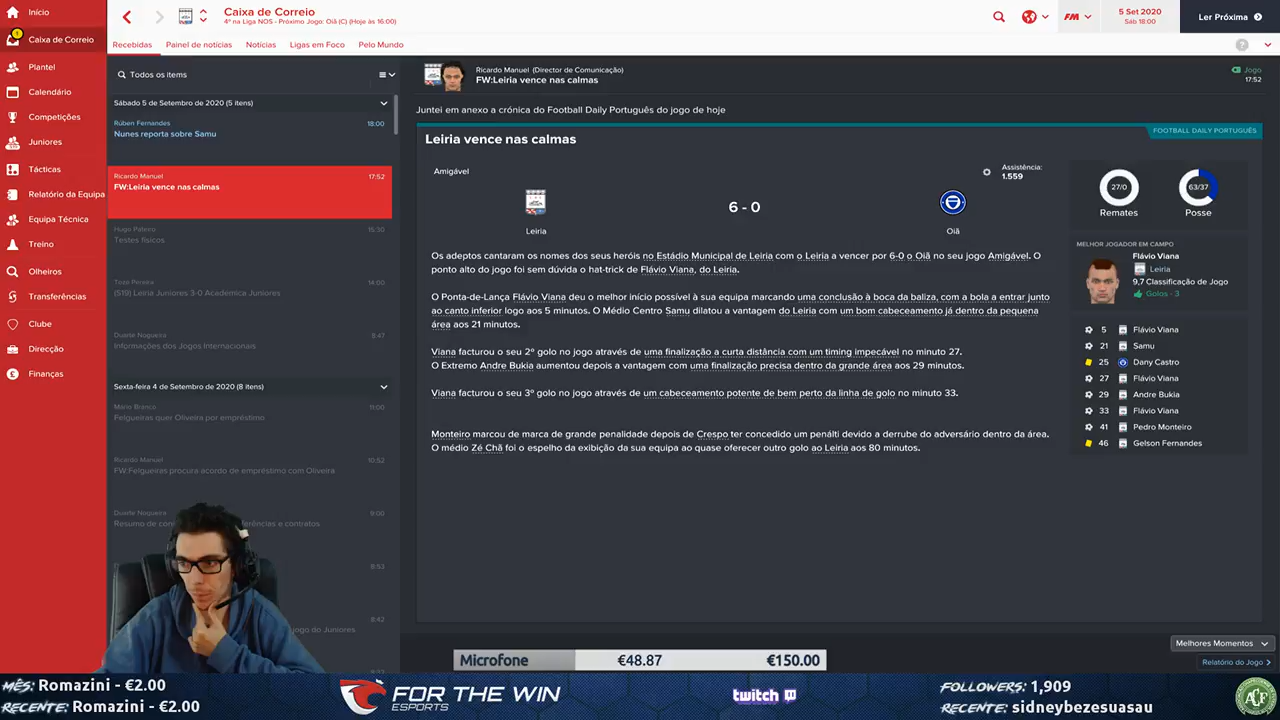 Início
Caixa de Correio
4º na Liga NOS - Próximo Jogo: Oiã (C) (Hoje às 16:00)
FM
5 Set 2020
Sáb 18:00
Ler Próxima
1
Caixa de Correio
Recebidas
Painel de notícias
Notícias
Ligas em Foco
Pelo Mundo
Plantel
Calendário
Competições
Juniores
Tácticas
Relatório da Equipa
Equipa Técnica
Treino
Olheiros
Transferências
Clube
Direcção
Finanças
Todos os items
Sábado 5 de Setembro de 2020 (5 itens)
Rúben Fernandes 18:00
Nunes reporta sobre Samu
Ricardo Manuel 17:52
FW:Leiria vence nas calmas
Hugo Pateiro 15:30
Testes físicos
Toze Pereira 14:00
(S19) Leiria Juniores 3-0 Academica Juniores
Duarte Nogueira 8:47
Informações dos Jogos Internacionais
Sexta-feira 4 de Setembro de 2020 (8 itens)
Mário Branco 11:00
Felgueiras quer Oliveira por empréstimo
Ricardo Manuel 10:52
FW:Felgueiras procura acordo de empréstimo com Oliveira
Duarte Nogueira 9:00
Resumo de ferências e contratos
8:53
8:42
jogo do Juniores
Ricardo Manuel (Director de Comunicação)
FW:Leiria vence nas calmas
Jogo
17:52
Juntei em anexo a crónica do Football Daily Português do jogo de hoje
FOOTBALL DAILY PORTUGUÊS
Leiria vence nas calmas
Amigável
Assistência:
1.559
6 - 0
Leiria
Oiã
Os adeptos cantaram os nomes dos seus heróis no Estádio Municipal de Leiria com o Leiria a vencer por 6-0 o Oiã no seu jogo Amigável. O
ponto alto do jogo foi sem dúvida o hat-trick de Flávio Viana, do Leiria.
O Ponta-de-Lança Flávio Viana deu o melhor início possível à sua equipa marcando uma conclusão à boca da baliza, com a bola a entrar junto
ao canto inferior logo aos 5 minutos. O Médio Centro Samu dilatou a vantagem do Leiria com um bom cabeceamento já dentro da pequena
área aos 21 minutos.
Viana facturou o seu 2º golo no jogo através de uma finalização a curta distância com um timing impecável no minuto 27.
O Extremo Andre Bukia aumentou depois a vantagem com uma finalização precisa dentro da grande área aos 29 minutos.
Viana facturou o seu 3º golo no jogo através de um cabeceamento potente de bem perto da linha de golo no minuto 33.
Monteiro marcou de marca de grande penalidade depois de Crespo ter concedido um penálti devido a derrube do adversário dentro da área.
O médio Zé Chã foi o espelho da exibição da sua equipa ao quase oferecer outro golo ao Leiria aos 80 minutos.
27/0
Remates
63/37
Posse
MELHOR JOGADOR EM CAMPO
Flávio Viana
Leiria
9,7 Classificação de Jogo
Golos - 3
5 Flávio Viana
21 Samu
25 Dany Castro
27 Flávio Viana
29 Andre Bukia
33 Flávio Viana
41 Pedro Monteiro
46 Gelson Fernandes
Melhores Momentos
Relatório do Jogo
Microfone €48.87 €150.00
MÊS: Romazini - €2.00
RECENTE: Romazini - €2.00
FOR THE WIN
ESPORTS
twitch
FOLLOWERS: 1,909
RECENTE: sidneybezesuasau
ACF